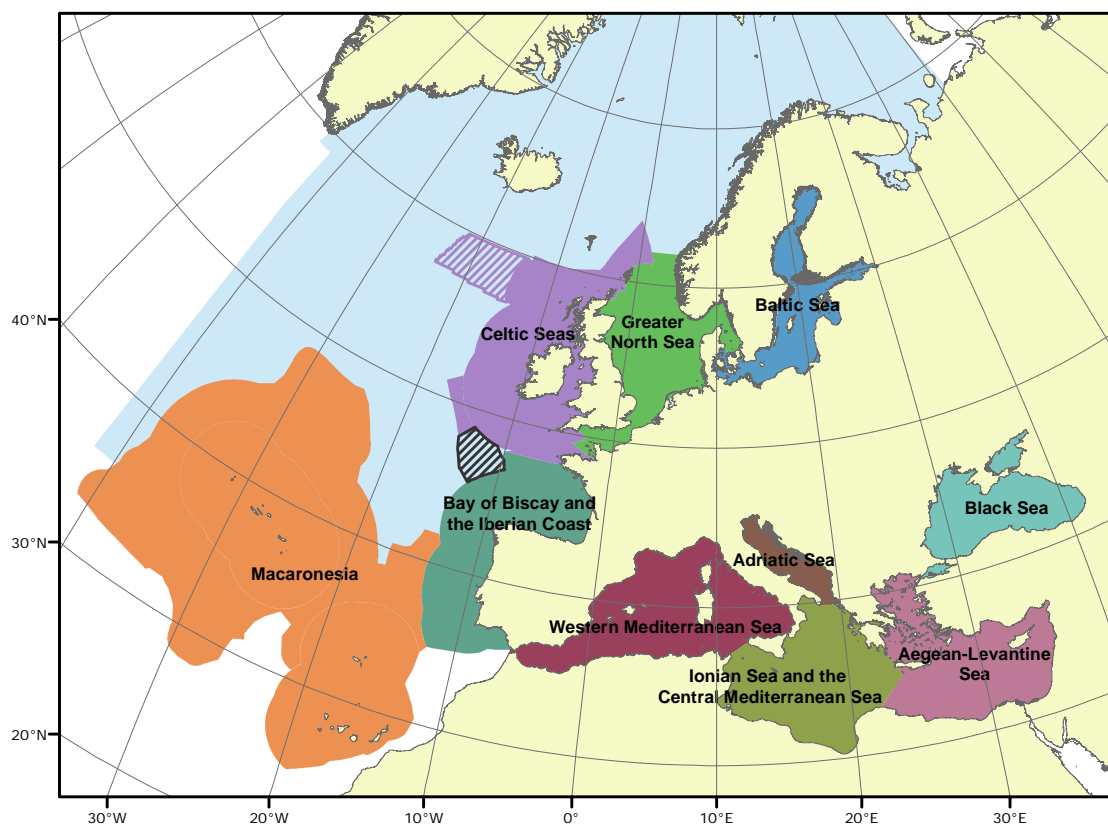 Baltic Sea
Celtic Seas
Greater
North Sea
40°N
Bay of Biscay and
the Iberian Coast
Black Sea
30°N
Adriatic Sea
Macaronesia
Western Mediterranean Sea
Aegean-Levantine
Sea
Ionian Sea and the
Central Mediterranean Sea
20°N
30°W
20°W
10°W
0°
10°E
20°E
30°E